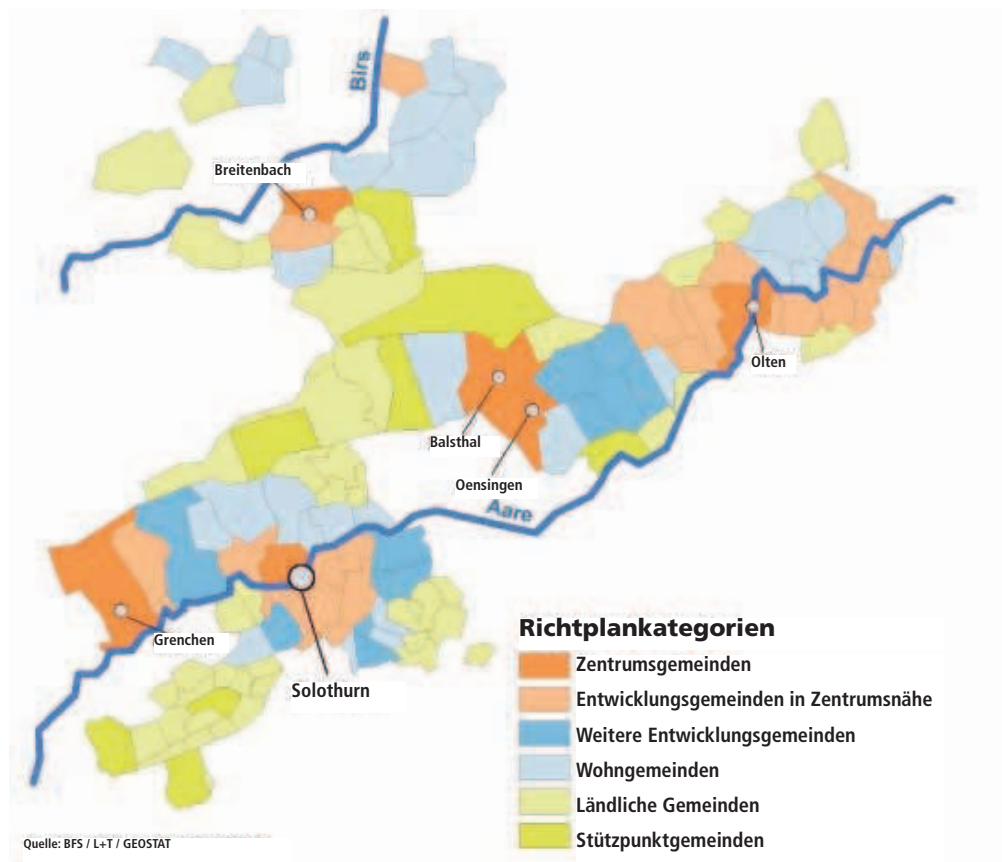 Birs
Breitenbach
Olten
Balsthal
Oensingen
Aare
Grenchen
Solothurn
Richtplankategorien
Zentrumsgemeinden
Entwicklungsgemeinden in Zentrumsnähe
Weitere Entwicklungsgemeinden
Wohngemeinden
Ländliche Gemeinden
Stützpunktgemeinden
Quelle: BFS / L+T / GEOSTAT